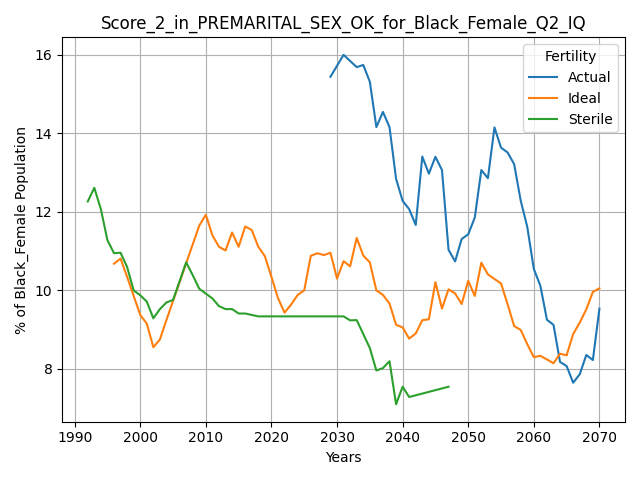 Score_2_in_PREMARITAL_SEX_OK_for_Black_Female_Q2_IQ
Fertility
Actual
Ideal
Sterile
% of Black_Female Population
16
14
12
10
8
1990 2000 2010 2020 2030 2040 2050 2060 2070
Years